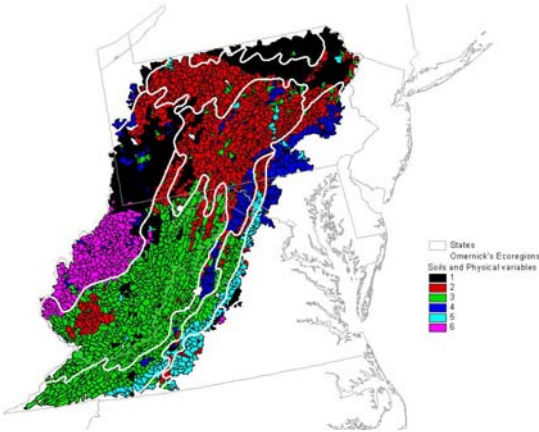 States
Omernick's Ecoregions
Soils and Physical variables
1
2
3
4
5
6